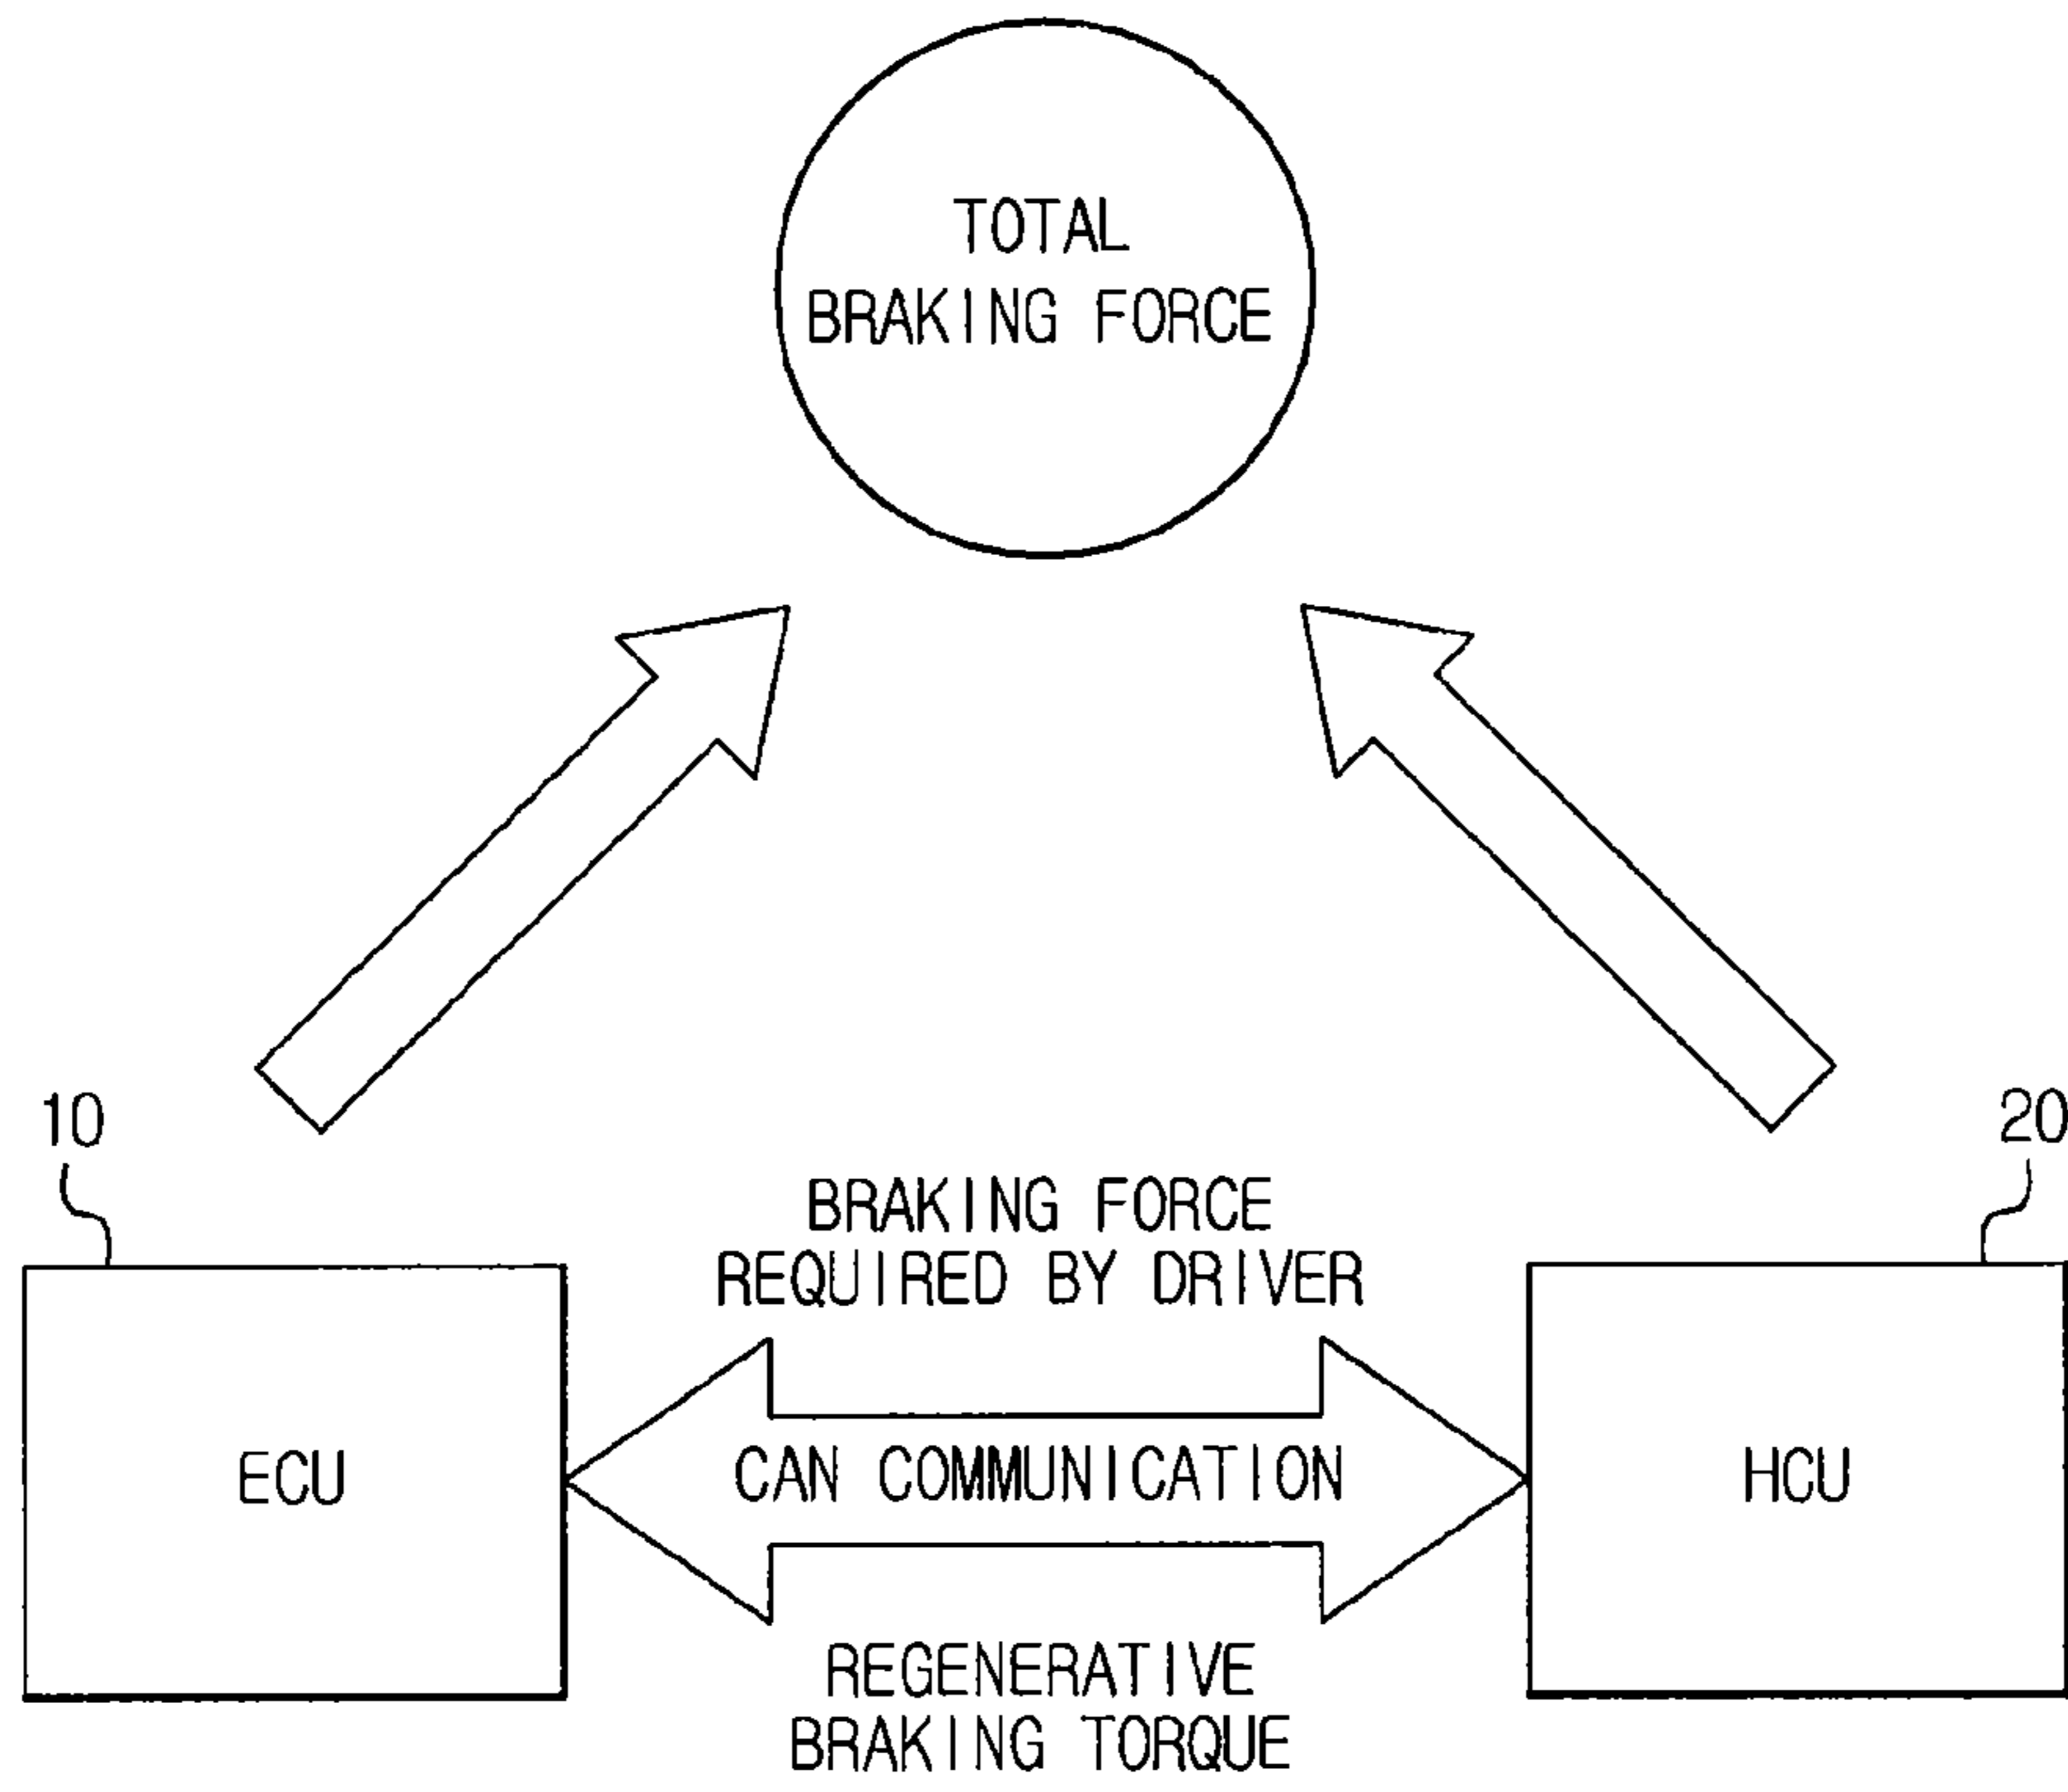 TOTAL
BRAKING FORCE
10
20
BRAKING FORCE
REQUIRED BY DRIVER
ECU
CAN COMMUNICATION
HCU
REGENERATIVE
BRAKING TORQUE